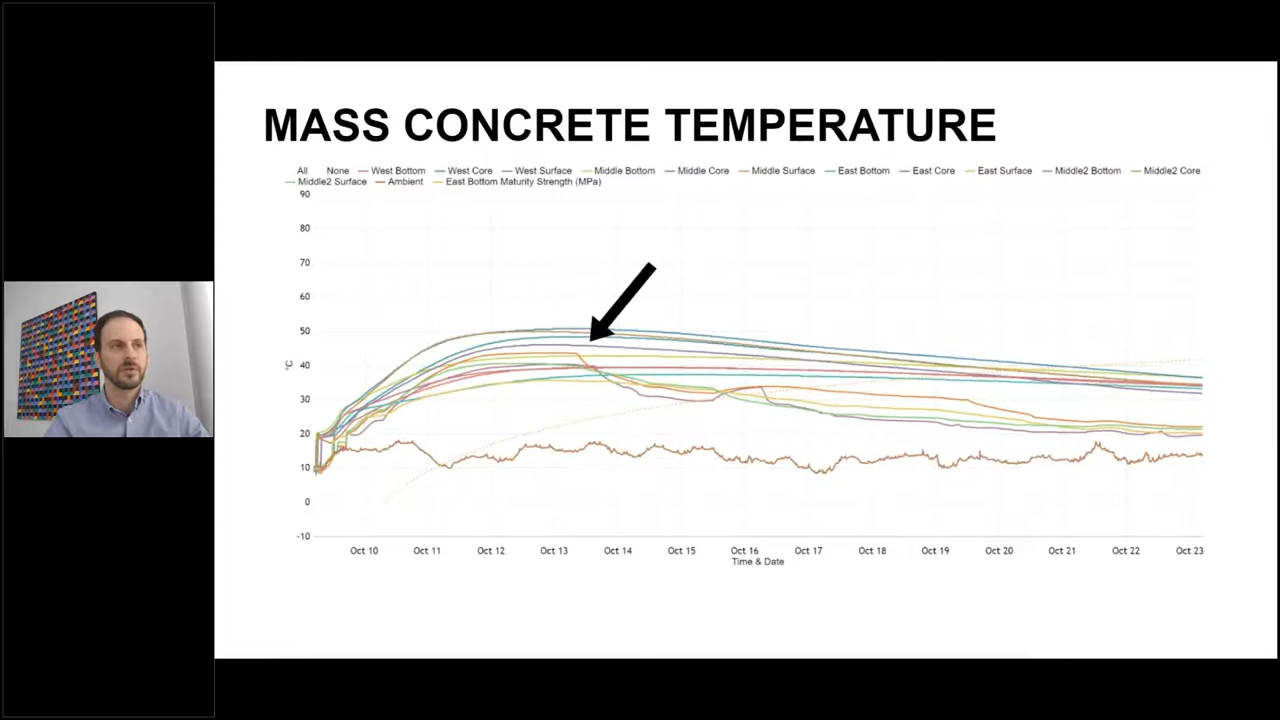 MASS CONCRETE TEMPERATURE
All None West Bottom West Core West Surface Middle Bottom Middle Core Middle Surface East Bottom East Core East Surface Middle2 Bottom Middle2 Core
Middle2 Surface Ambient East Bottom Maturity Strength (MPa)
90
80
70
60
50
40
°C
30
20
10
0
-10
Oct 10 Oct 11 Oct 12 Oct 13 Oct 14 Oct 15 Oct 16 Oct 17 Oct 18 Oct 19 Oct 20 Oct 21 Oct 22 Oct 23
Time & Date